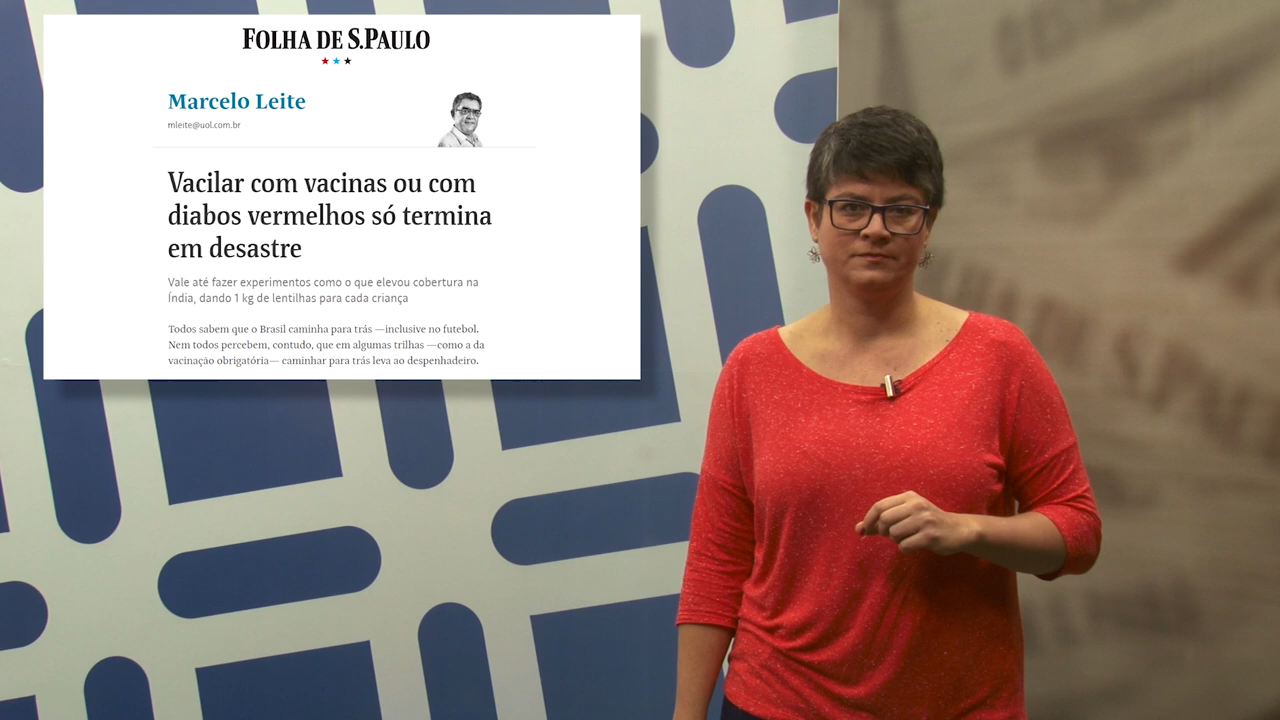 FOLHA DE S.PAULO
Marcelo Leite
mleite@uol.com.br
Vacilar com vacinas ou com
diabos vermelhos só termina
em desastre
Vale até fazer experimentos como o que elevou cobertura na
Índia, dando 1 kg de lentilhas para cada criança
Todos sabem que o Brasil caminha para trás —inclusive no futebol.
Nem todos percebem, contudo, que em algumas trilhas —como a da
vacinação obrigatória— caminhar para trás leva ao despenhadeiro.